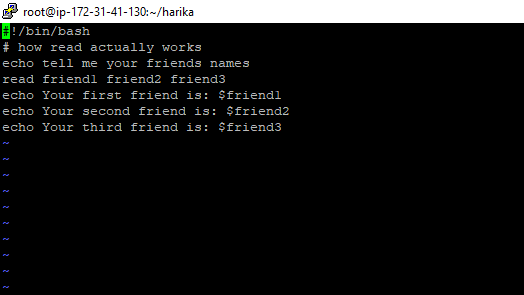 root@ip-172-31-41-130:~/harika
#!/bin/bash
# how read actually works
echo tell me your friends names
read friend1 friend2 friend3
echo Your first friend is: $friend1
echo Your second friend is: $friend2
echo Your third friend is: $friend3
~
~
~
~
~
~
~
~
~
~